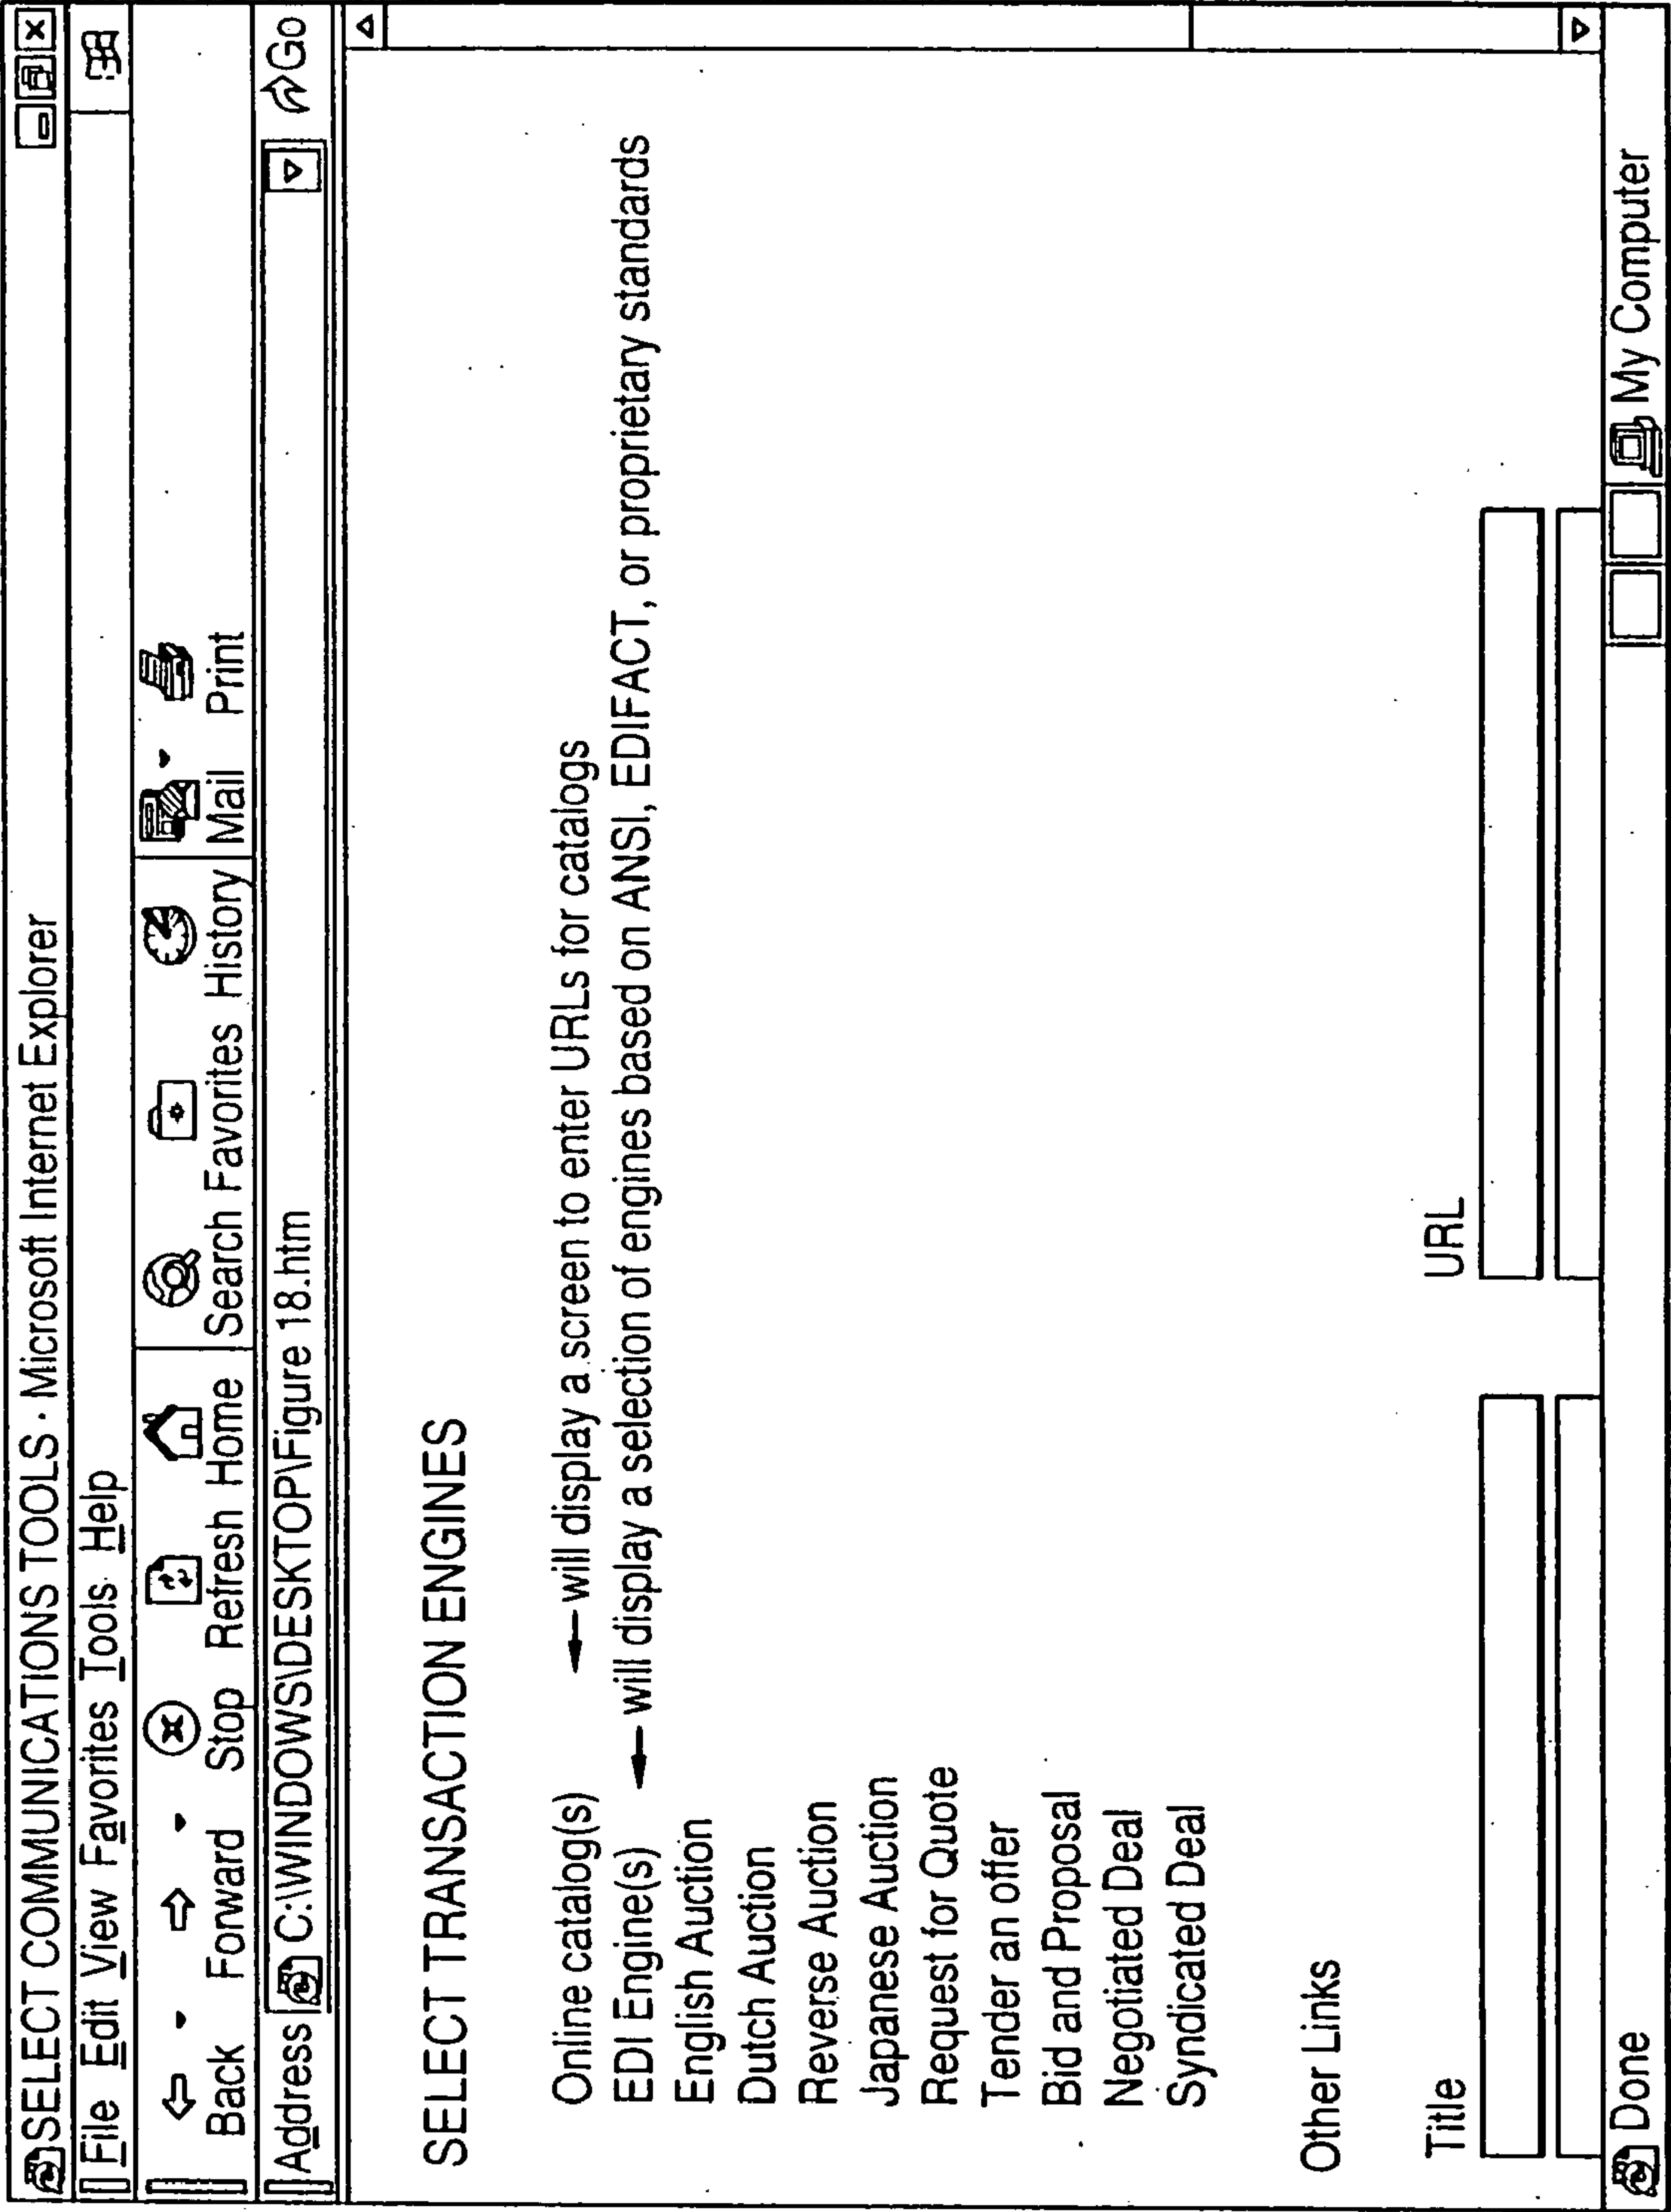 SELECT COMMUNICATIONS TOOLS · Microsoft Internet Explorer
File Edit View Favorites Tools Help
Back Forward Stop Refresh Home Search Favorites History Mail Print
Address C:\WINDOWS\DESKTOP\Figure 18.htm Go
SELECT TRANSACTION ENGINES
Online catalog(s) ← will display a screen to enter URLs for catalogs
EDI Engine(s) ← will display a selection of engines based on ANSI, EDIFACT, or proprietary standards
English Auction
Dutch Auction
Reverse Auction
Japanese Auction
Request for Quote
Tender an offer
Bid and Proposal
Negotiated Deal
Syndicated Deal
Other Links
Title URL
Done My Computer